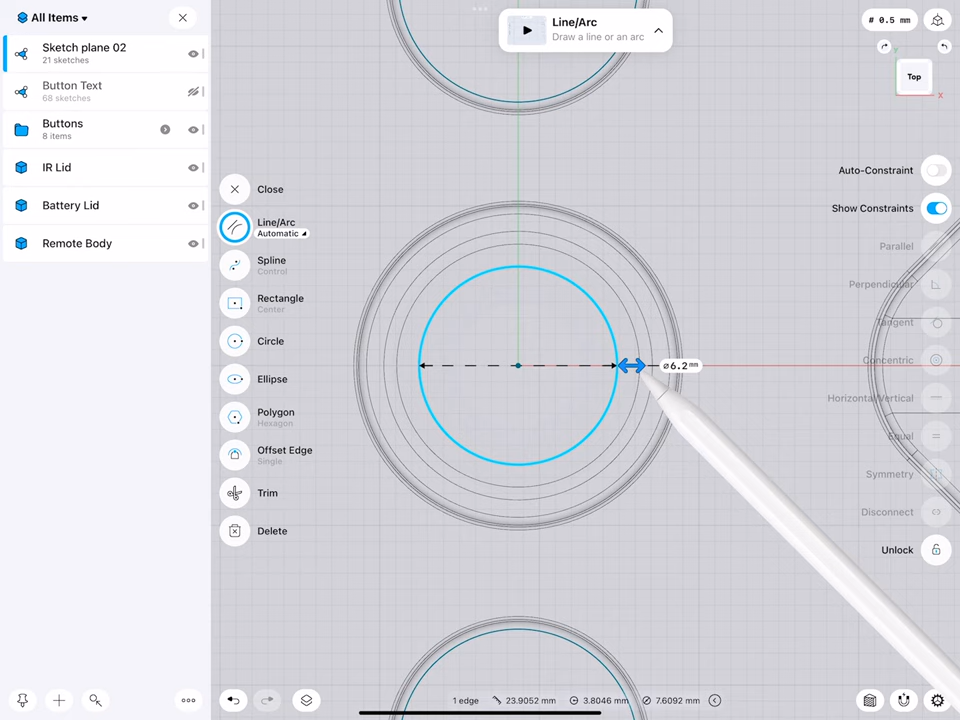 All Items
Sketch plane 02
21 sketches
Button Text
68 sketches
Buttons
8 items
IR Lid
Battery Lid
Remote Body
Line/Arc
Draw a line or an arc
# 0.5 mm
Top
X
Close
Line/Arc
Automatic
Spline
Control
Rectangle
Center
Circle
Ellipse
Polygon
Hexagon
Offset Edge
Single
Trim
Delete
⌀6.2 mm
Auto-Constraint
Show Constraints
Parallel
Perpendicular
Tangent
Concentric
Horizontal/Vertical
Equal
Symmetry
Disconnect
Unlock
1 edge 23.9052 mm 3.8046 mm 7.6092 mm